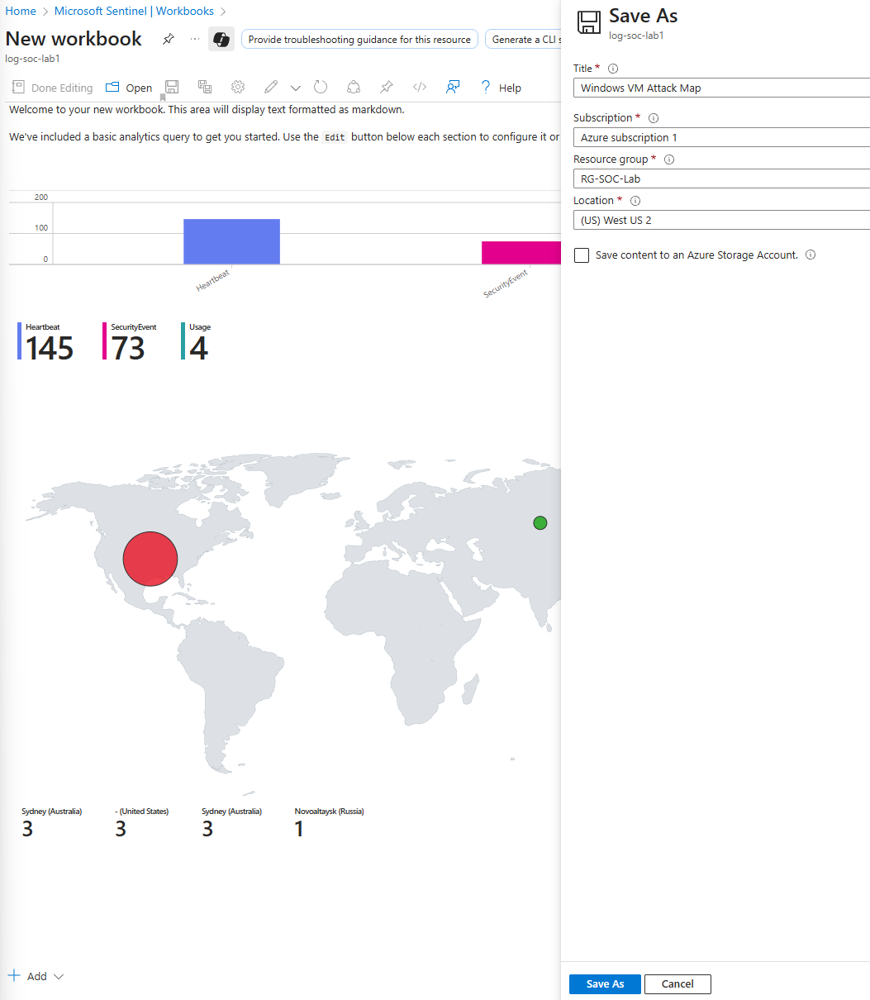 Home > Microsoft Sentinel | Workbooks >
New workbook
Provide troubleshooting guidance for this resource
Generate a CLI s
log-soc-lab1
Done Editing
Open
Help
Welcome to your new workbook. This area will display text formatted as markdown.
We've included a basic analytics query to get you started. Use the Edit button below each section to configure it or
200
100
0
Heartbeat
SecurityEvent
Heartbeat
145
SecurityEvent
73
Usage
4
Sydney (Australia)
3
- (United States)
3
Sydney (Australia)
3
Novoaltaysk (Russia)
1
+ Add
Save As
log-soc-lab1
Title *
Windows VM Attack Map
Subscription *
Azure subscription 1
Resource group *
RG-SOC-Lab
Location *
(US) West US 2
Save content to an Azure Storage Account.
Save As
Cancel